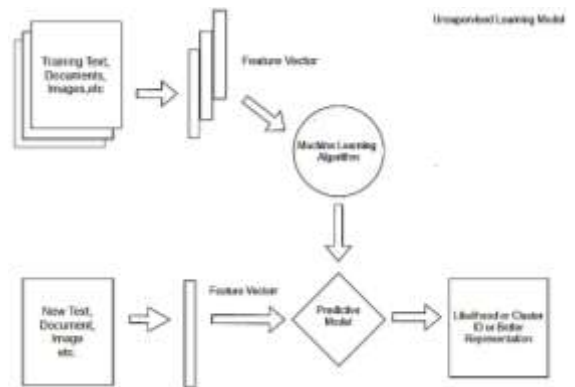 Unsupervised Learning Model
Training Text,
Documents,
Images,etc
Feature Vector
Machine Learning
Algorithm
New Text,
Document,
Image
etc.
Feature Vector
Predictive
Model
Likelihood or Cluster
ID or Better
Representation